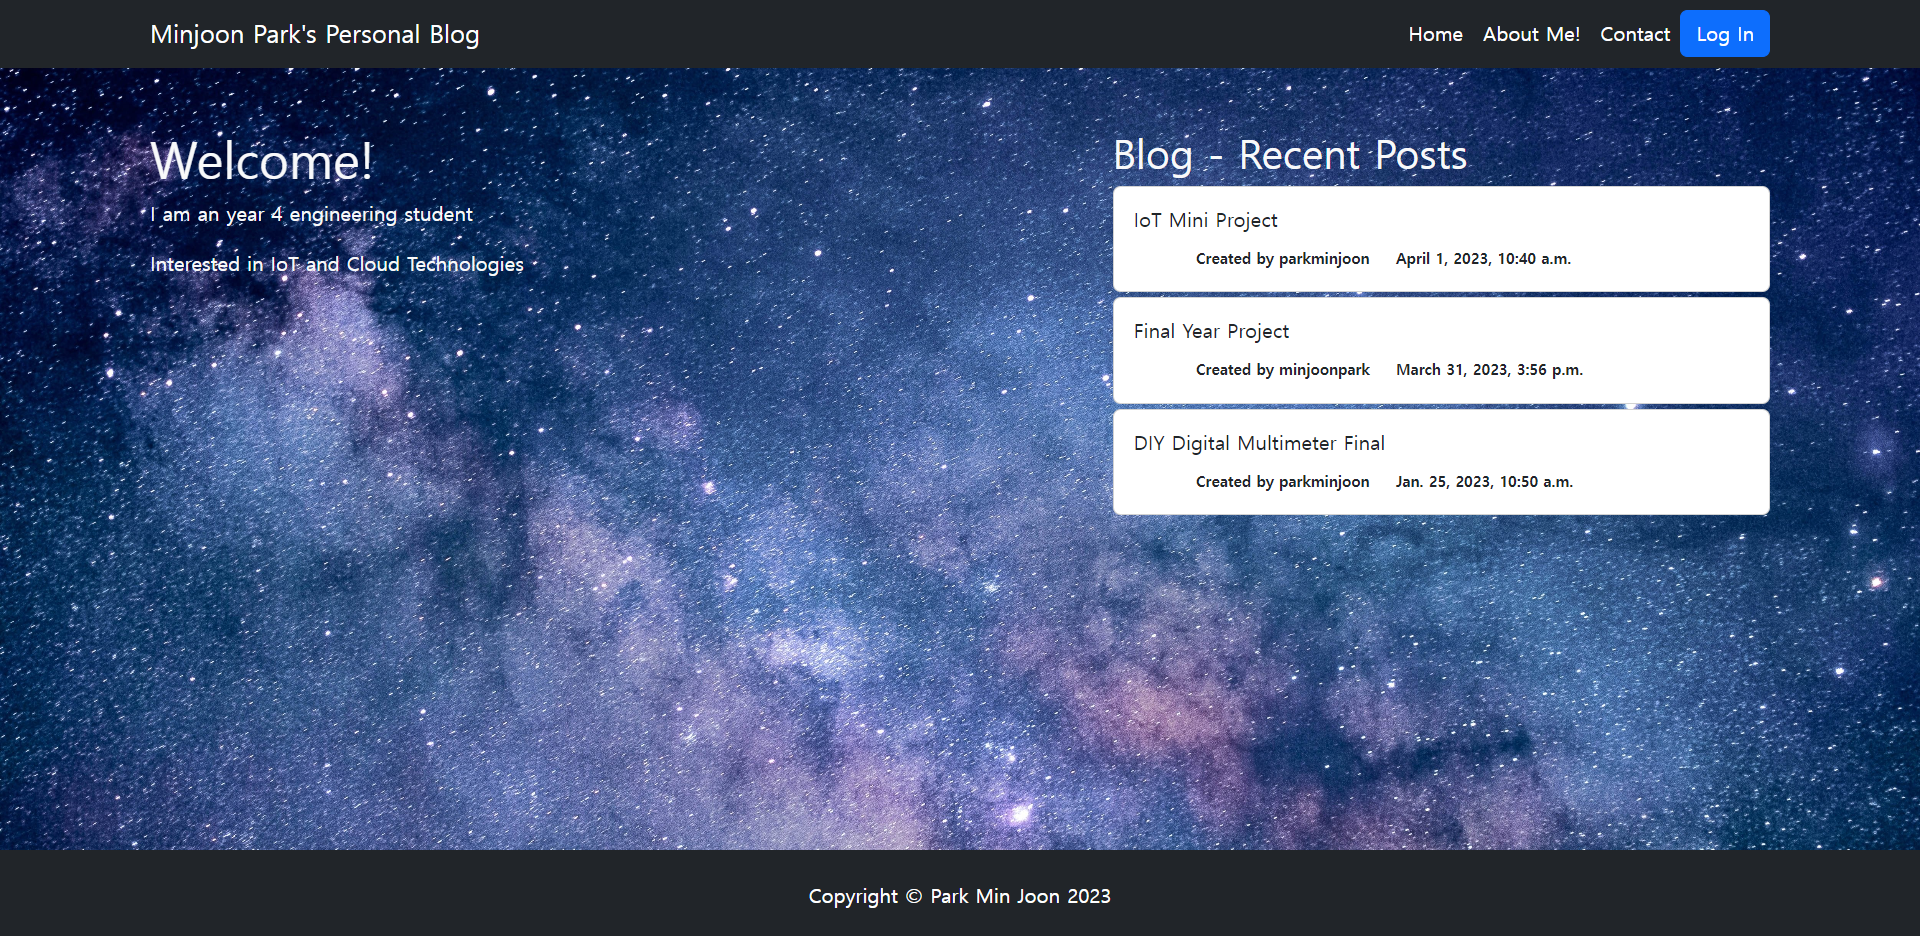 Minjoon Park's Personal Blog
Home About Me! Contact Log In
Welcome!
I am an year 4 engineering student
Interested in IoT and Cloud Technologies
Blog - Recent Posts
IoT Mini Project
Created by parkminjoon April 1, 2023, 10:40 a.m.
Final Year Project
Created by minjoonpark March 31, 2023, 3:56 p.m.
DIY Digital Multimeter Final
Created by parkminjoon Jan. 25, 2023, 10:50 a.m.
Copyright © Park Min Joon 2023